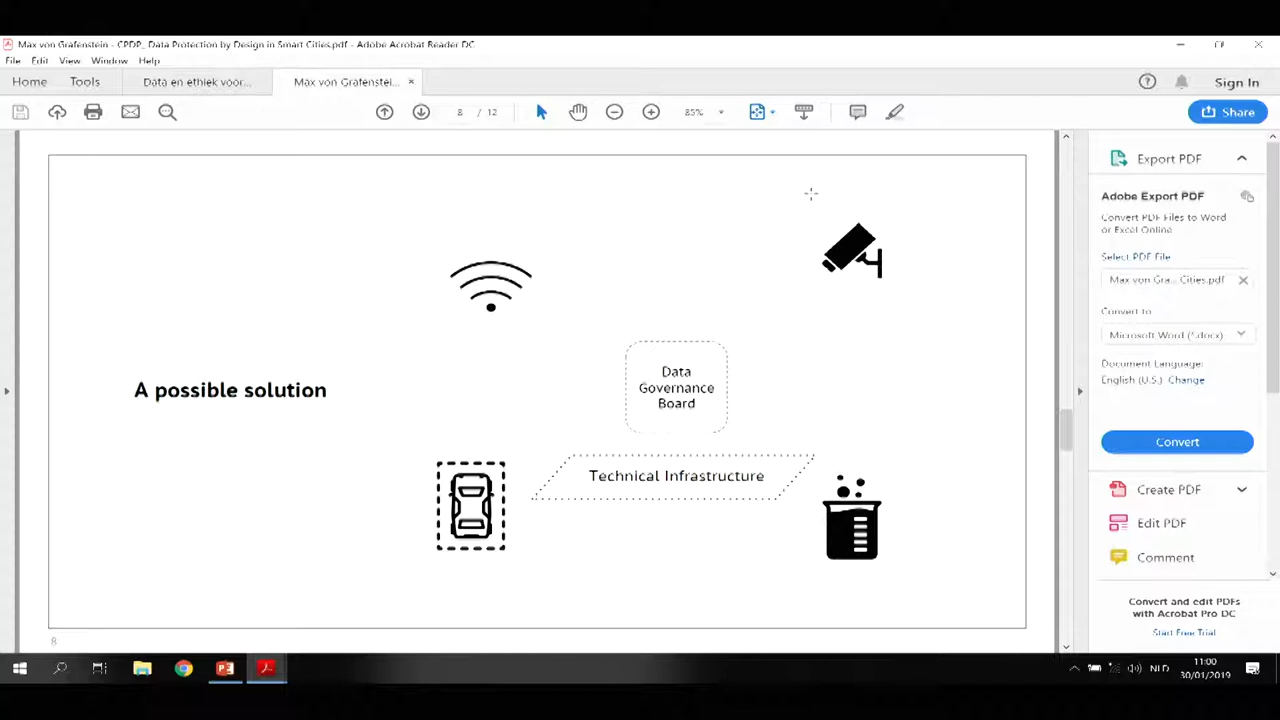 Max von Grafenstein - CPDP_ Data Protection by Design in Smart Cities.pdf - Adobe Acrobat Reader DC
File Edit View Window Help
Home Tools Data en ethiek voor... Max von Grafenstei... ×
Sign In
8 / 12 85% Share
Export PDF
Adobe Export PDF
Convert PDF Files to Word
or Excel Online
Select PDF File
Max von Gra... Cities.pdf
Convert to
Microsoft Word (*.docx)
Document Language:
English (U.S.) Change
Convert
Create PDF
Edit PDF
Comment
Convert and edit PDFs
with Acrobat Pro DC
Start Free Trial
A possible solution
Data
Governance
Board
Technical Infrastructure
8
NLD
11:00
30/01/2019